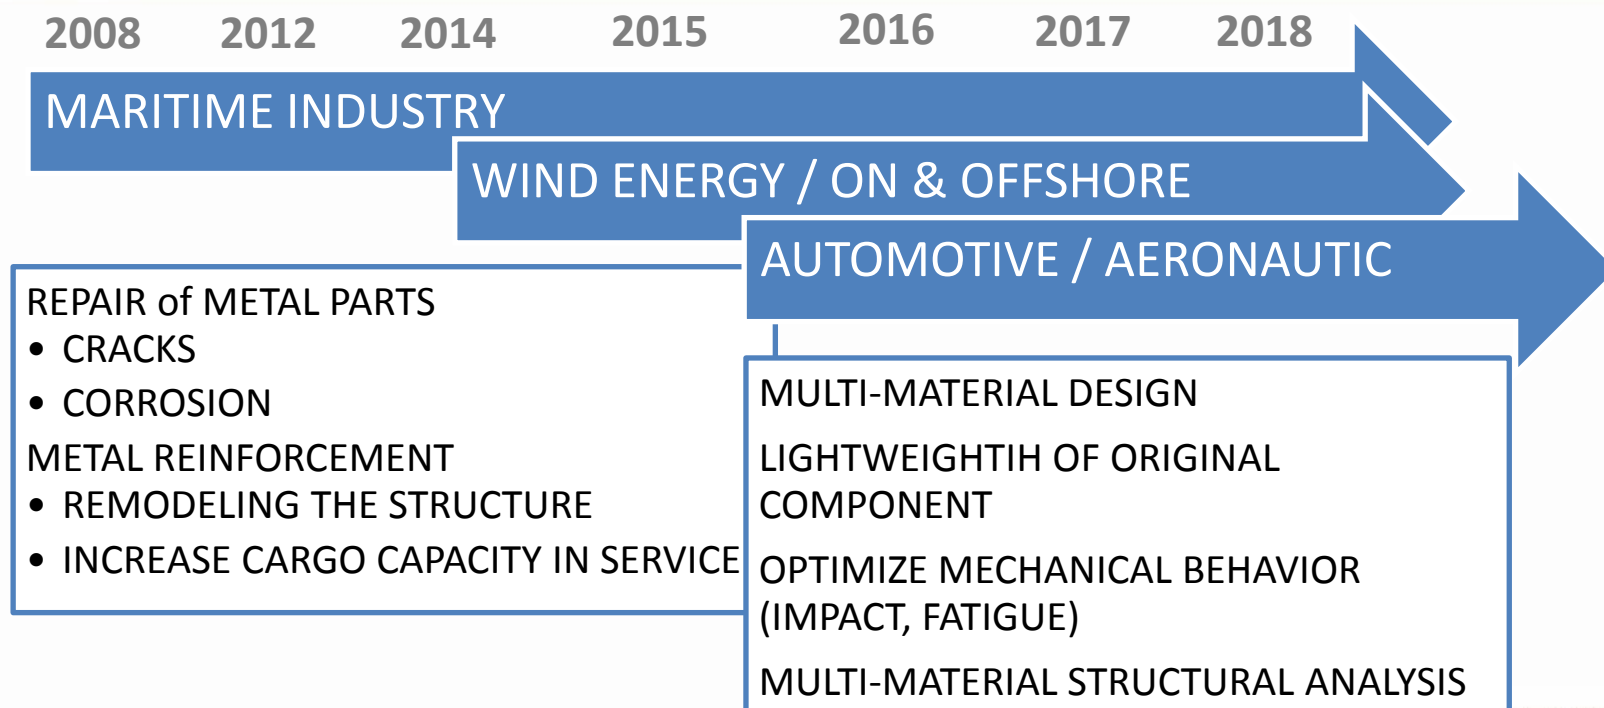 2008 2012 2014 2015 2016 2017 2018
MARITIME INDUSTRY
WIND ENERGY / ON & OFFSHORE
AUTOMOTIVE / AERONAUTIC
REPAIR of METAL PARTS
• CRACKS
• CORROSION
METAL REINFORCEMENT
• REMODELING THE STRUCTURE
• INCREASE CARGO CAPACITY IN SERVICE
MULTI-MATERIAL DESIGN
LIGHTWEIGHTIH OF ORIGINAL
COMPONENT
OPTIMIZE MECHANICAL BEHAVIOR
(IMPACT, FATIGUE)
MULTI-MATERIAL STRUCTURAL ANALYSIS